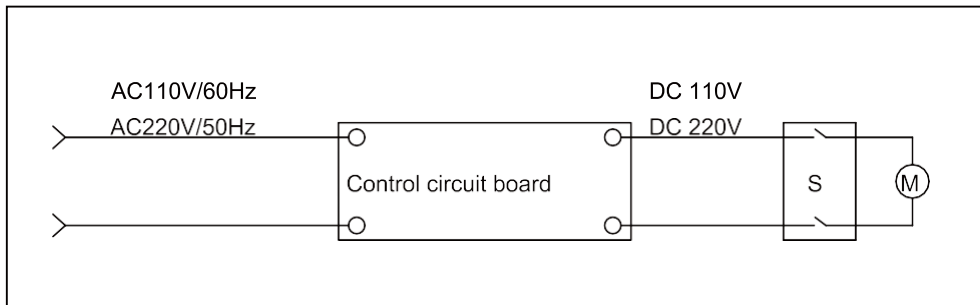 AC110V/60Hz
AC220V/50Hz
DC 110V
DC 220V
Control circuit board
S
M